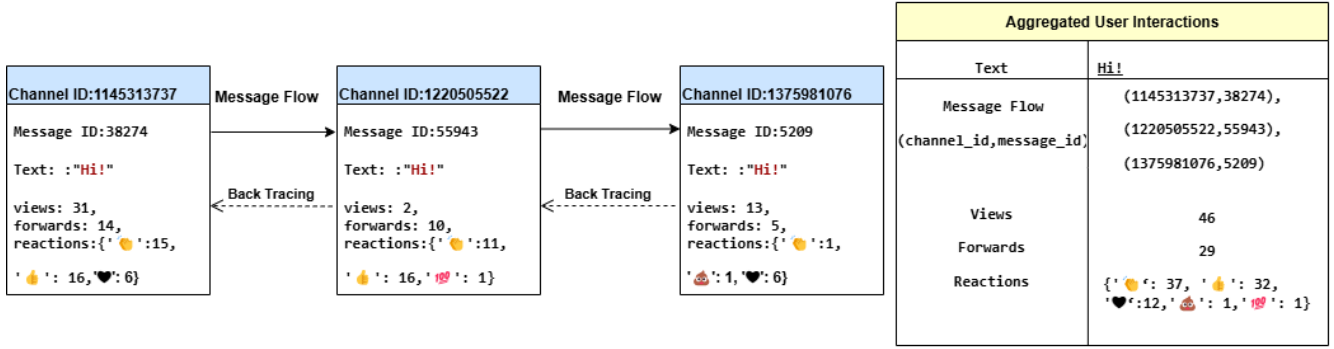 Channel ID:1145313737
Message ID:38274
Text: :"Hi!"
views: 31,
forwards: 14,
reactions:{'👏':15,
'👍': 16,'🖤': 6}
Message Flow
Back Tracing
Channel ID:1220505522
Message ID:55943
Text: :"Hi!"
views: 2,
forwards: 10,
reactions:{'👏':11,
'👍': 16,'💯': 1}
Message Flow
Back Tracing
Channel ID:1375981076
Message ID:5209
Text: :"Hi!"
views: 13,
forwards: 5,
reactions:{'👏':1,
'💩': 1, '🖤': 6}
Aggregated User Interactions
Text Hi!
Message Flow
(channel_id,message_id)
(1145313737,38274),
(1220505522,55943),
(1375981076,5209)
Views 46
Forwards 29
Reactions {'👏‘: 37, '👍': 32,
'🖤‘:12,'💩': 1,'💯': 1}